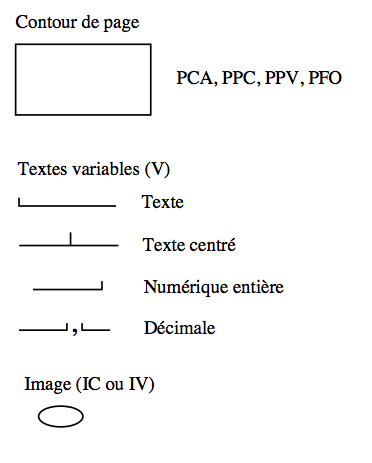 Contour de page
PCA, PPC, PPV, PFO
Textes variables (V)
Texte
Texte centré
Numérique entière
,
Décimale
Image (IC ou IV)